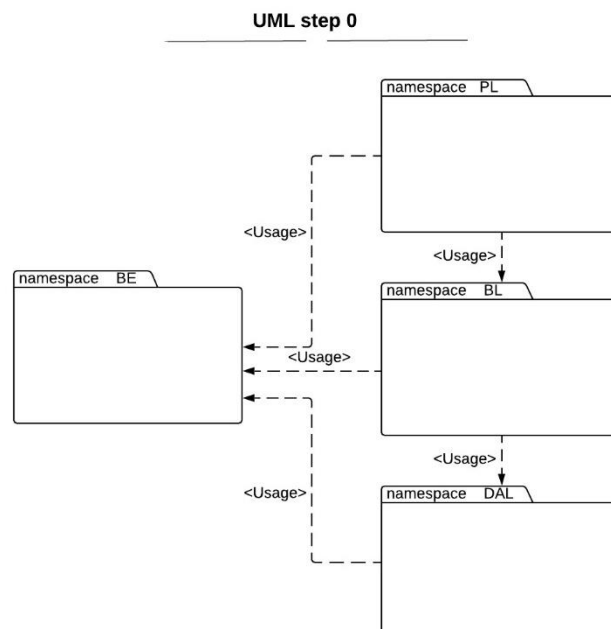 UML step 0
namespace PL
<Usage>
<Usage>
namespace BE
namespace BL
<Usage>
<Usage>
<Usage>
namespace DAL